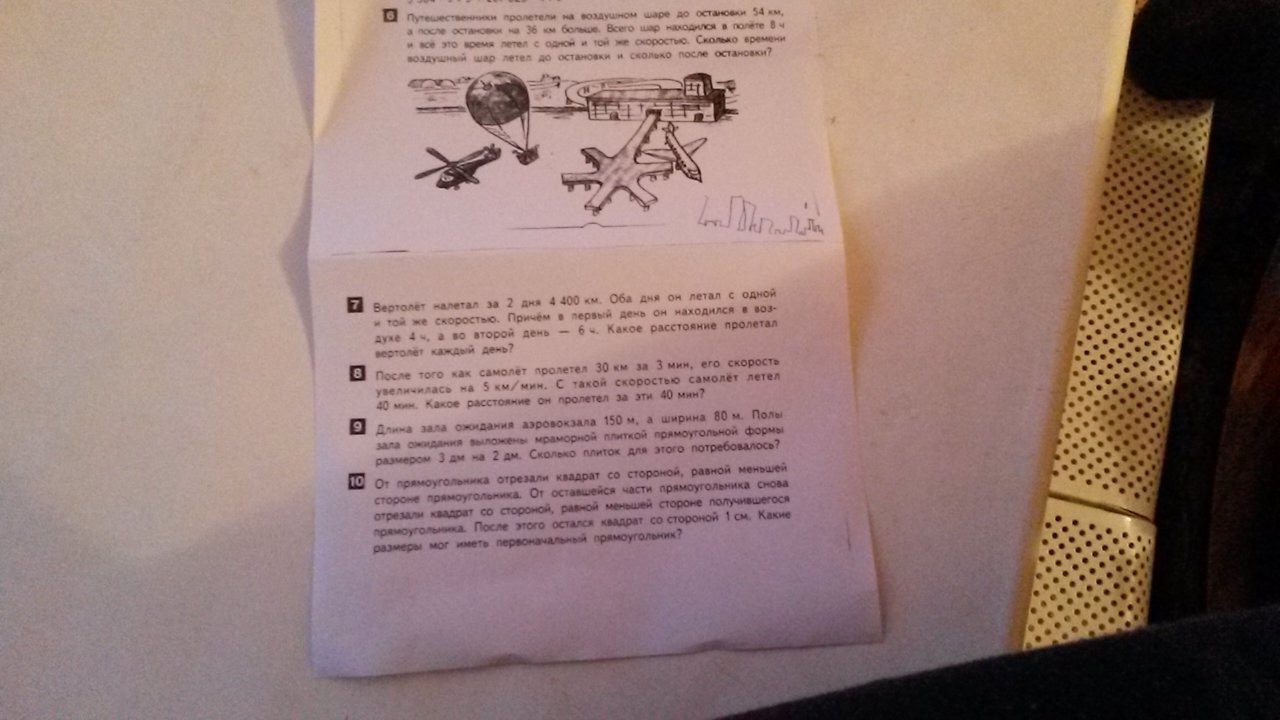 6 Путешественники пролетели на воздушном шаре до остановки 54 км,
а после остановки на 36 км больше. Всего шар находился в полёте 8 ч
и всё это время летел с одной и той же скоростью. Сколько времени
воздушный шар летел до остановки и сколько после остановки?
7 Вертолёт налетал за 2 дня 4 400 км. Оба дня он летал с одной
и той же скоростью. Причём в первый день он находился в воз-
духе 4 ч, а во второй день — 6 ч. Какое расстояние пролетал
вертолёт каждый день?
8 После того как самолёт пролетел 30 км за 3 мин, его скорость
увеличилась на 5 км/мин. С такой скоростью самолёт летел
40 мин. Какое расстояние он пролетел за эти 40 мин?
9 Длина зала ожидания аэровокзала 150 м, а ширина 80 м. Полы
зала ожидания выложены мраморной плиткой прямоугольной формы
размером 3 дм на 2 дм. Сколько плиток для этого потребовалось?
10 От прямоугольника отрезали квадрат со стороной, равной меньшей
стороне прямоугольника. От оставшейся части прямоугольника снова
отрезали квадрат со стороной, равной меньшей стороне получившегося
прямоугольника. После этого остался квадрат со стороной 1 см. Какие
размеры мог иметь первоначальный прямоугольник?